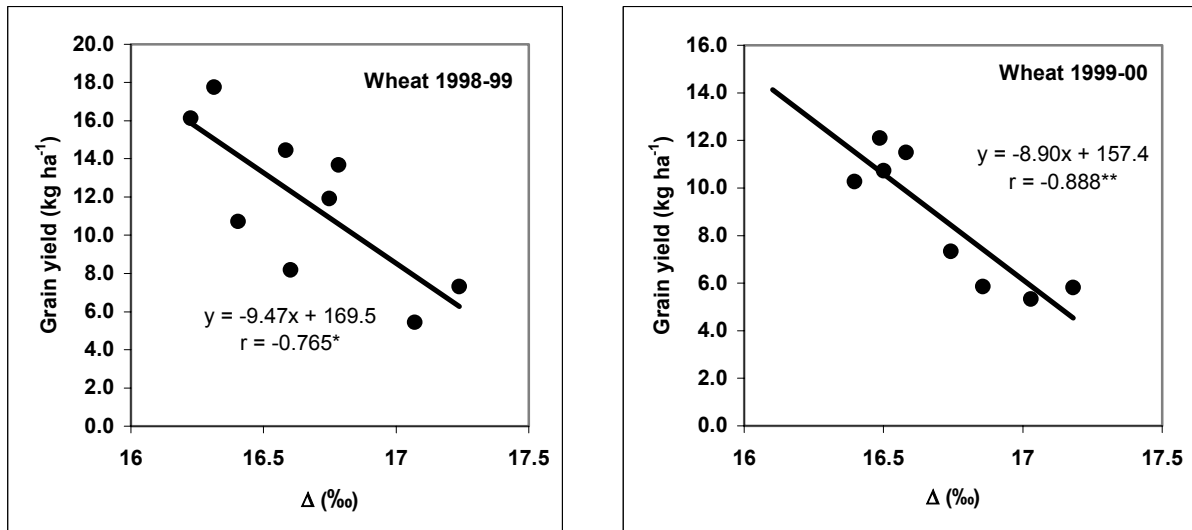 Wheat 1998-99
Grain yield (kg ha⁻¹)
20.0
18.0
16.0
14.0
12.0
10.0
8.0
6.0
4.0
2.0
0.0
y = -9.47x + 169.5
r = -0.765*
16 16.5 17 17.5
Δ (‰)
Wheat 1999-00
Grain yield (kg ha⁻¹)
16.0
14.0
12.0
10.0
8.0
6.0
4.0
2.0
0.0
y = -8.90x + 157.4
r = -0.888**
16 16.5 17 17.5
Δ (‰)